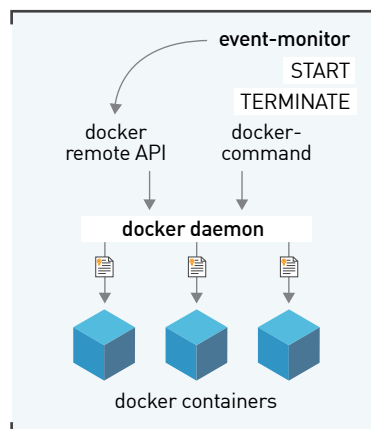 event-monitor
START
TERMINATE
docker
remote API
docker-
command
docker daemon
docker containers